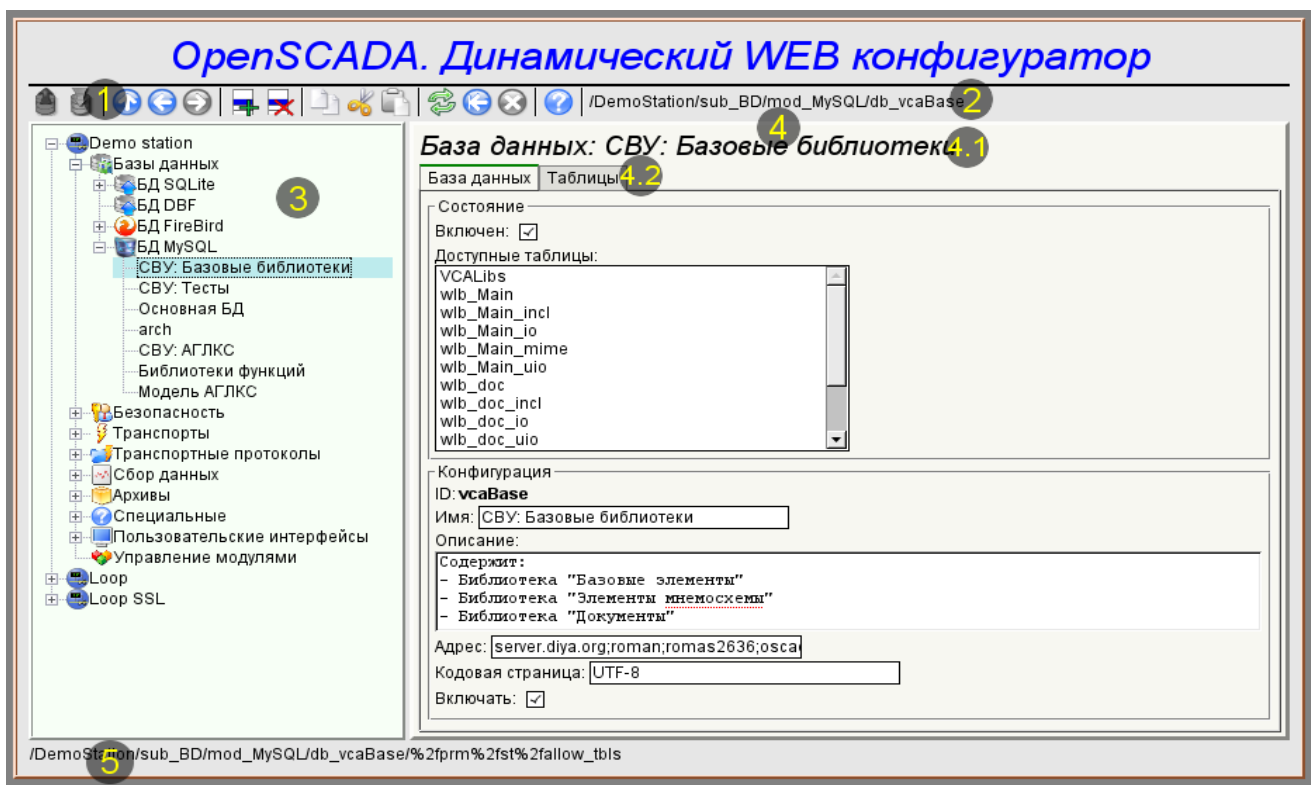 OpenSCADA. Динамический WEB конфигуратор
1
/DemoStation/sub_BD/mod_MySQL/db_vcaBase
2
Demo station
Базы данных
БД SQLite
БД DBF
БД FireBird
БД MySQL
СВУ: Базовые библиотеки
СВУ: Тесты
Основная БД
arch
СВУ: АГЛКС
Библиотеки функций
Модель АГЛКС
Безопасность
Транспорты
Транспортные протоколы
Сбор данных
Архивы
Специальные
Пользовательские интерфейсы
Управление модулями
Loop
Loop SSL
3
4
База данных: СВУ: Базовые библиотеки
4.1
База данных
Таблицы
4.2
Состояние
Включен:
Доступные таблицы:
VCALibs
wlb_Main
wlb_Main_incl
wlb_Main_io
wlb_Main_mime
wlb_Main_uio
wlb_doc
wlb_doc_incl
wlb_doc_io
wlb_doc_uio
Конфигурация
ID: vcaBase
Имя: СВУ: Базовые библиотеки
Описание:
Содержит:
- Библиотека "Базовые элементы"
- Библиотека "Элементы мнемосхемы"
- Библиотека "Документы"
Адрес: server.diya.org;roman;romas2636;osca
Кодовая страница: UTF-8
Включать:
/DemoStation/sub_BD/mod_MySQL/db_vcaBase/%2fprm%2fst%2fallow_tbls
5